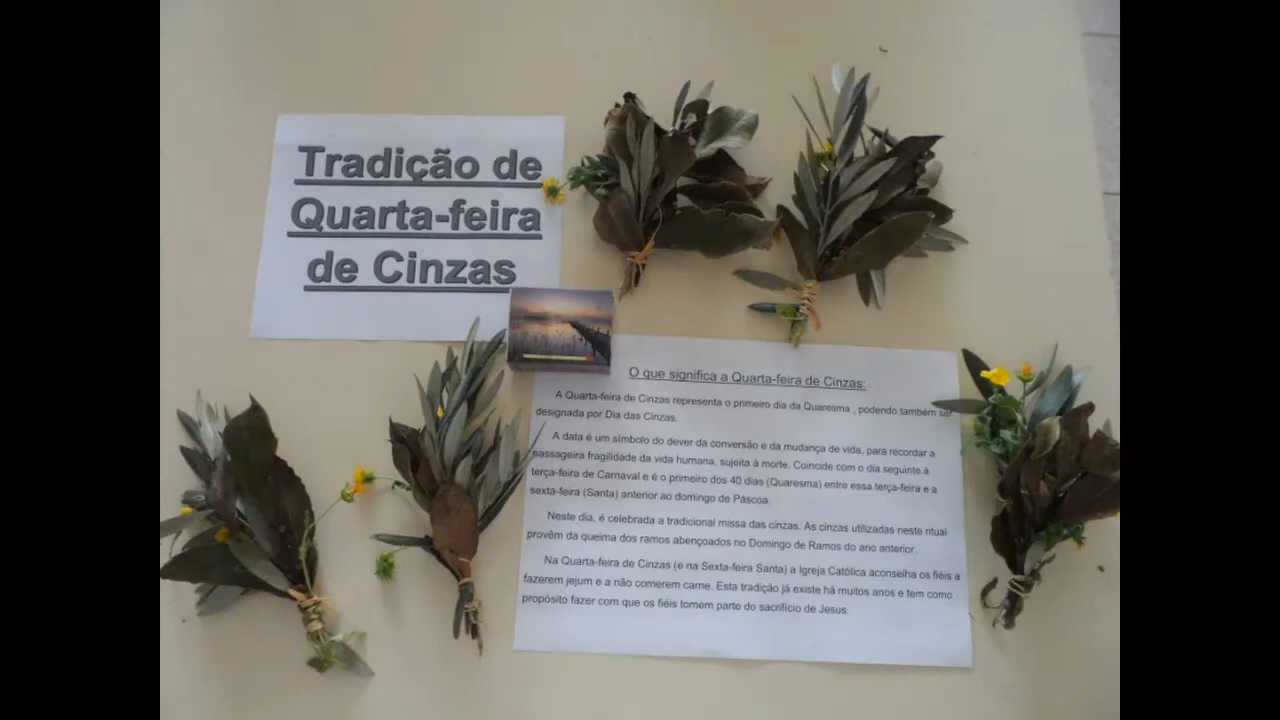 Tradição de
Quarta-feira
de Cinzas
O que significa a Quarta-feira de Cinzas:
A Quarta-feira de Cinzas representa o primeiro dia da Quaresma , podendo também ser
designada por Dia das Cinzas.
A data é um símbolo do dever da conversão e da mudança de vida, para recordar a
passageira fragilidade da vida humana, sujeita à morte. Coincide com o dia seguinte à
terça-feira de Carnaval e é o primeiro dos 40 dias (Quaresma) entre essa terça-feira e a
sexta-feira (Santa) anterior ao domingo de Páscoa.
Neste dia, é celebrada a tradicional missa das cinzas. As cinzas utilizadas neste ritual
provêm da queima dos ramos abençoados no Domingo de Ramos do ano anterior.
Na Quarta-feira de Cinzas (e na Sexta-feira Santa) a Igreja Católica aconselha os fiéis a
fazerem jejum e a não comerem carne. Esta tradição já existe há muitos anos e tem como
propósito fazer com que os fiéis tomem parte do sacrifício de Jesus.